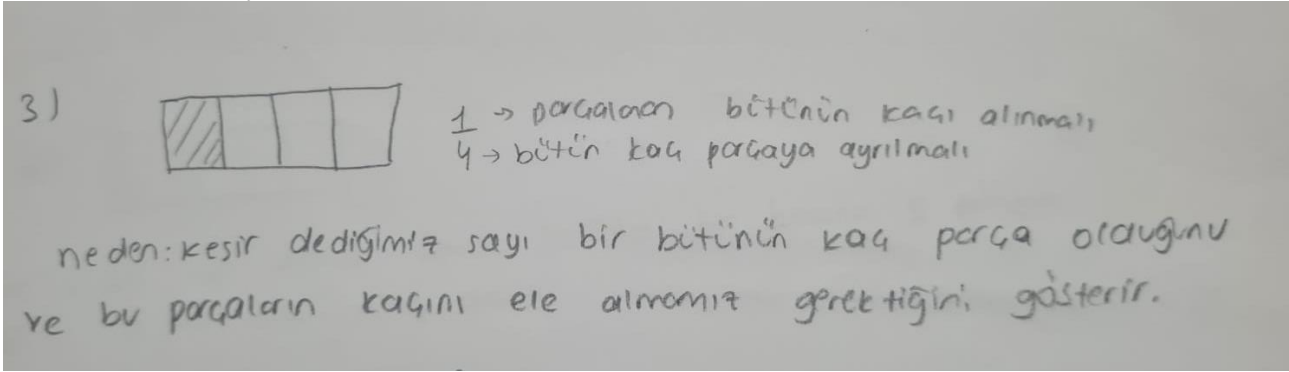 3)
1 → parçalanan bütünün kaçı alınmalı
4 → bütün kaç parçaya ayrılmalı
neden: kesir dediğimiz sayı bir bütünün kaç parça olduğunu
ve bu parçaların kaçını ele almamız gerektiğini gösterir.